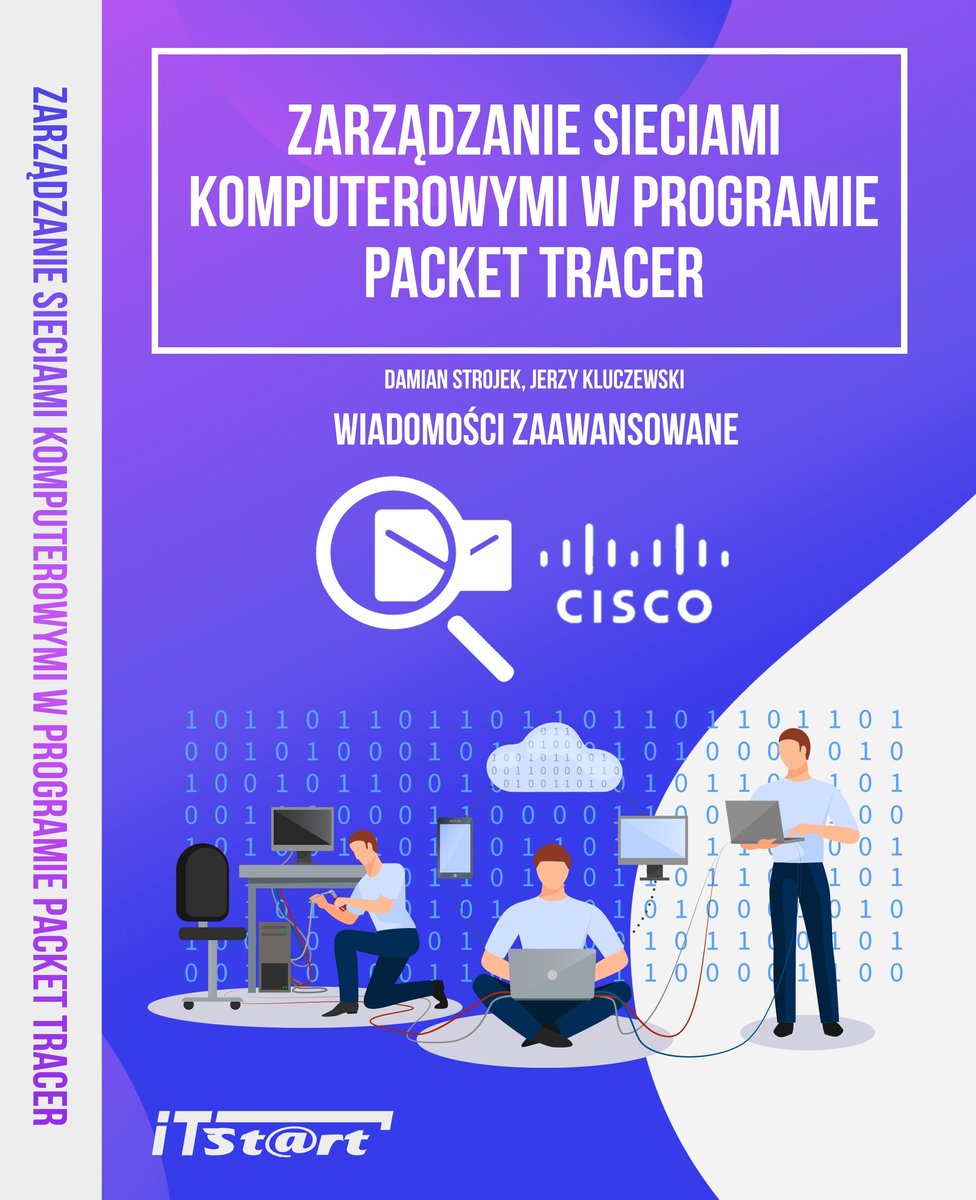 ZARZĄDZANIE SIECIAMI KOMPUTEROWYMI W PROGRAMIE PACKET TRACER
ZARZĄDZANIE SIECIAMI
KOMPUTEROWYMI W PROGRAMIE
PACKET TRACER
DAMIAN STROJEK, JERZY KLUCZEWSKI
WIADOMOŚCI ZAAWANSOWANE
CISCO
1 0 1 1 0 1 1 0 1 1 0 1 1 0 1 1 0 1 1 0 1 1 0 1
iTSt@rt